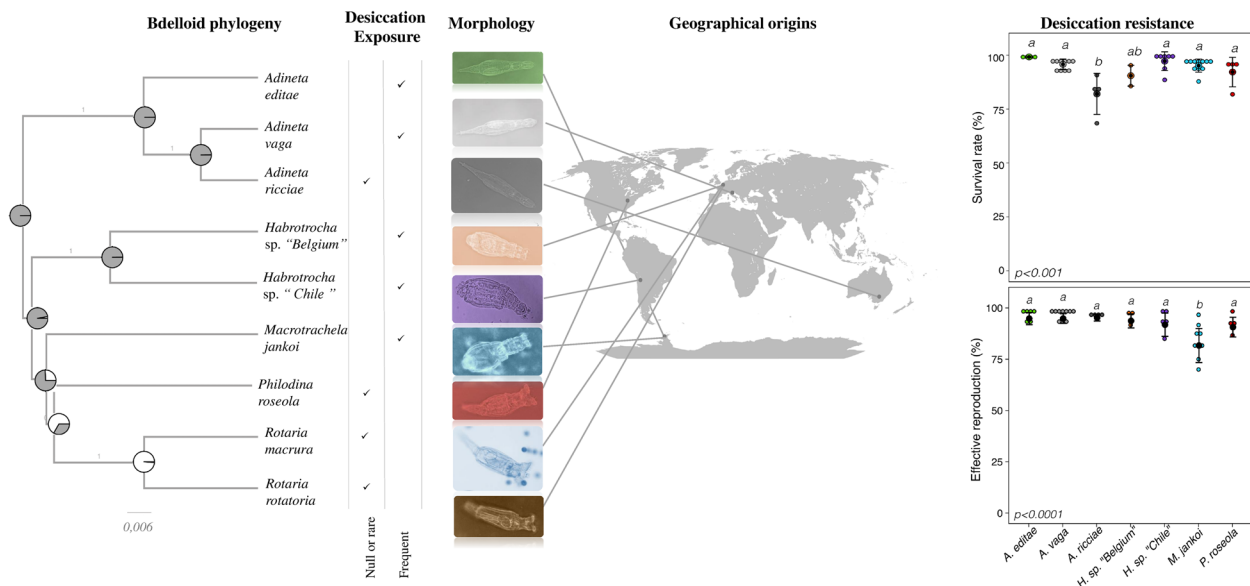 Bdelloid phylogeny
Desiccation
Exposure
Morphology
Geographical origins
Desiccation resistance
Adineta
editae
✓
Adineta
vaga
✓
Adineta
ricciae
✓
Habrotrocha
sp. “Belgium”
✓
Habrotrocha
sp. “ Chile ”
✓
Macrotrachela
jankoi
✓
Philodina
roseola
✓
Rotaria
macrura
✓
Rotaria
rotatoria
✓
1
1
1
1
0,006
Null or rare
Frequent
Survival rate (%)
100
75
50
25
0
a
a
b
ab
a
a
a
p<0.001
Effective reproduction (%)
100
75
50
25
0
a
a
a
a
a
b
a
p<0.0001
A. editae
A. vaga
A. ricciae
H. sp. "Belgium"
H. sp. "Chile"
M. jankoi
P. roseola